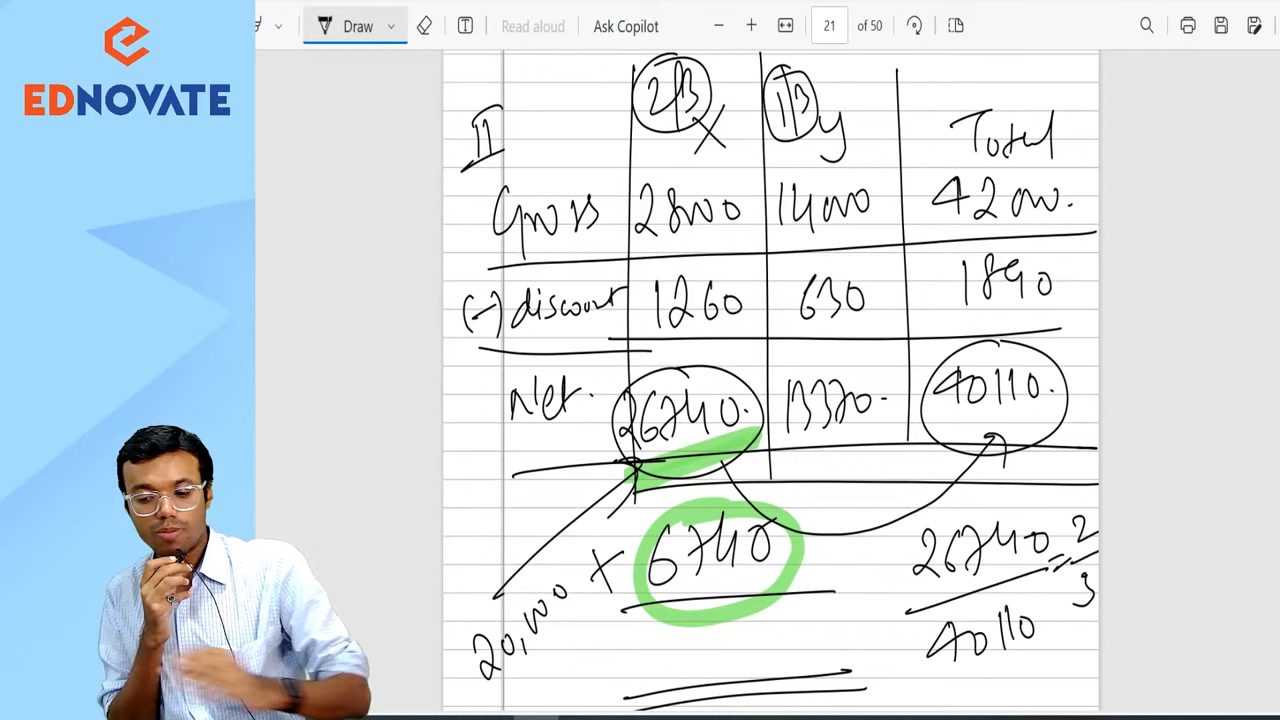 EDNOVATE
Draw Read aloud Ask Copilot 21 of 50
II 2/3 X 1/3 y Total
Gross 28000 14000 42000.
(-) discount 1260 630 1890
Net. 26740. 13370. 40110.
20,000 + 6740
26740 = 2
40110 3